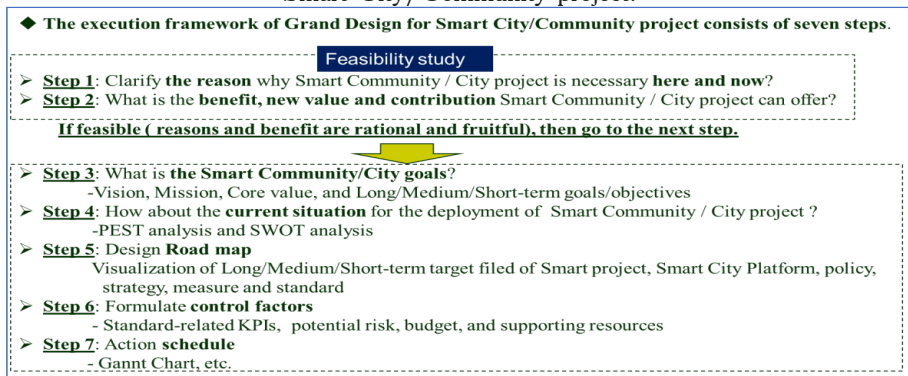 Smart City/ Community project.
◆ The execution framework of Grand Design for Smart City/Community project consists of seven steps.
Feasibility study
➢ Step 1: Clarify the reason why Smart Community / City project is necessary here and now?
➢ Step 2: What is the benefit, new value and contribution Smart Community / City project can offer?
If feasible ( reasons and benefit are rational and fruitful), then go to the next step.
➢ Step 3: What is the Smart Community/City goals?
-Vision, Mission, Core value, and Long/Medium/Short-term goals/objectives
➢ Step 4: How about the current situation for the deployment of Smart Community / City project ?
-PEST analysis and SWOT analysis
➢ Step 5: Design Road map
Visualization of Long/Medium/Short-term target filed of Smart project, Smart City Platform, policy,
strategy, measure and standard
➢ Step 6: Formulate control factors
- Standard-related KPIs, potential risk, budget, and supporting resources
➢ Step 7: Action schedule
- Gannt Chart, etc.